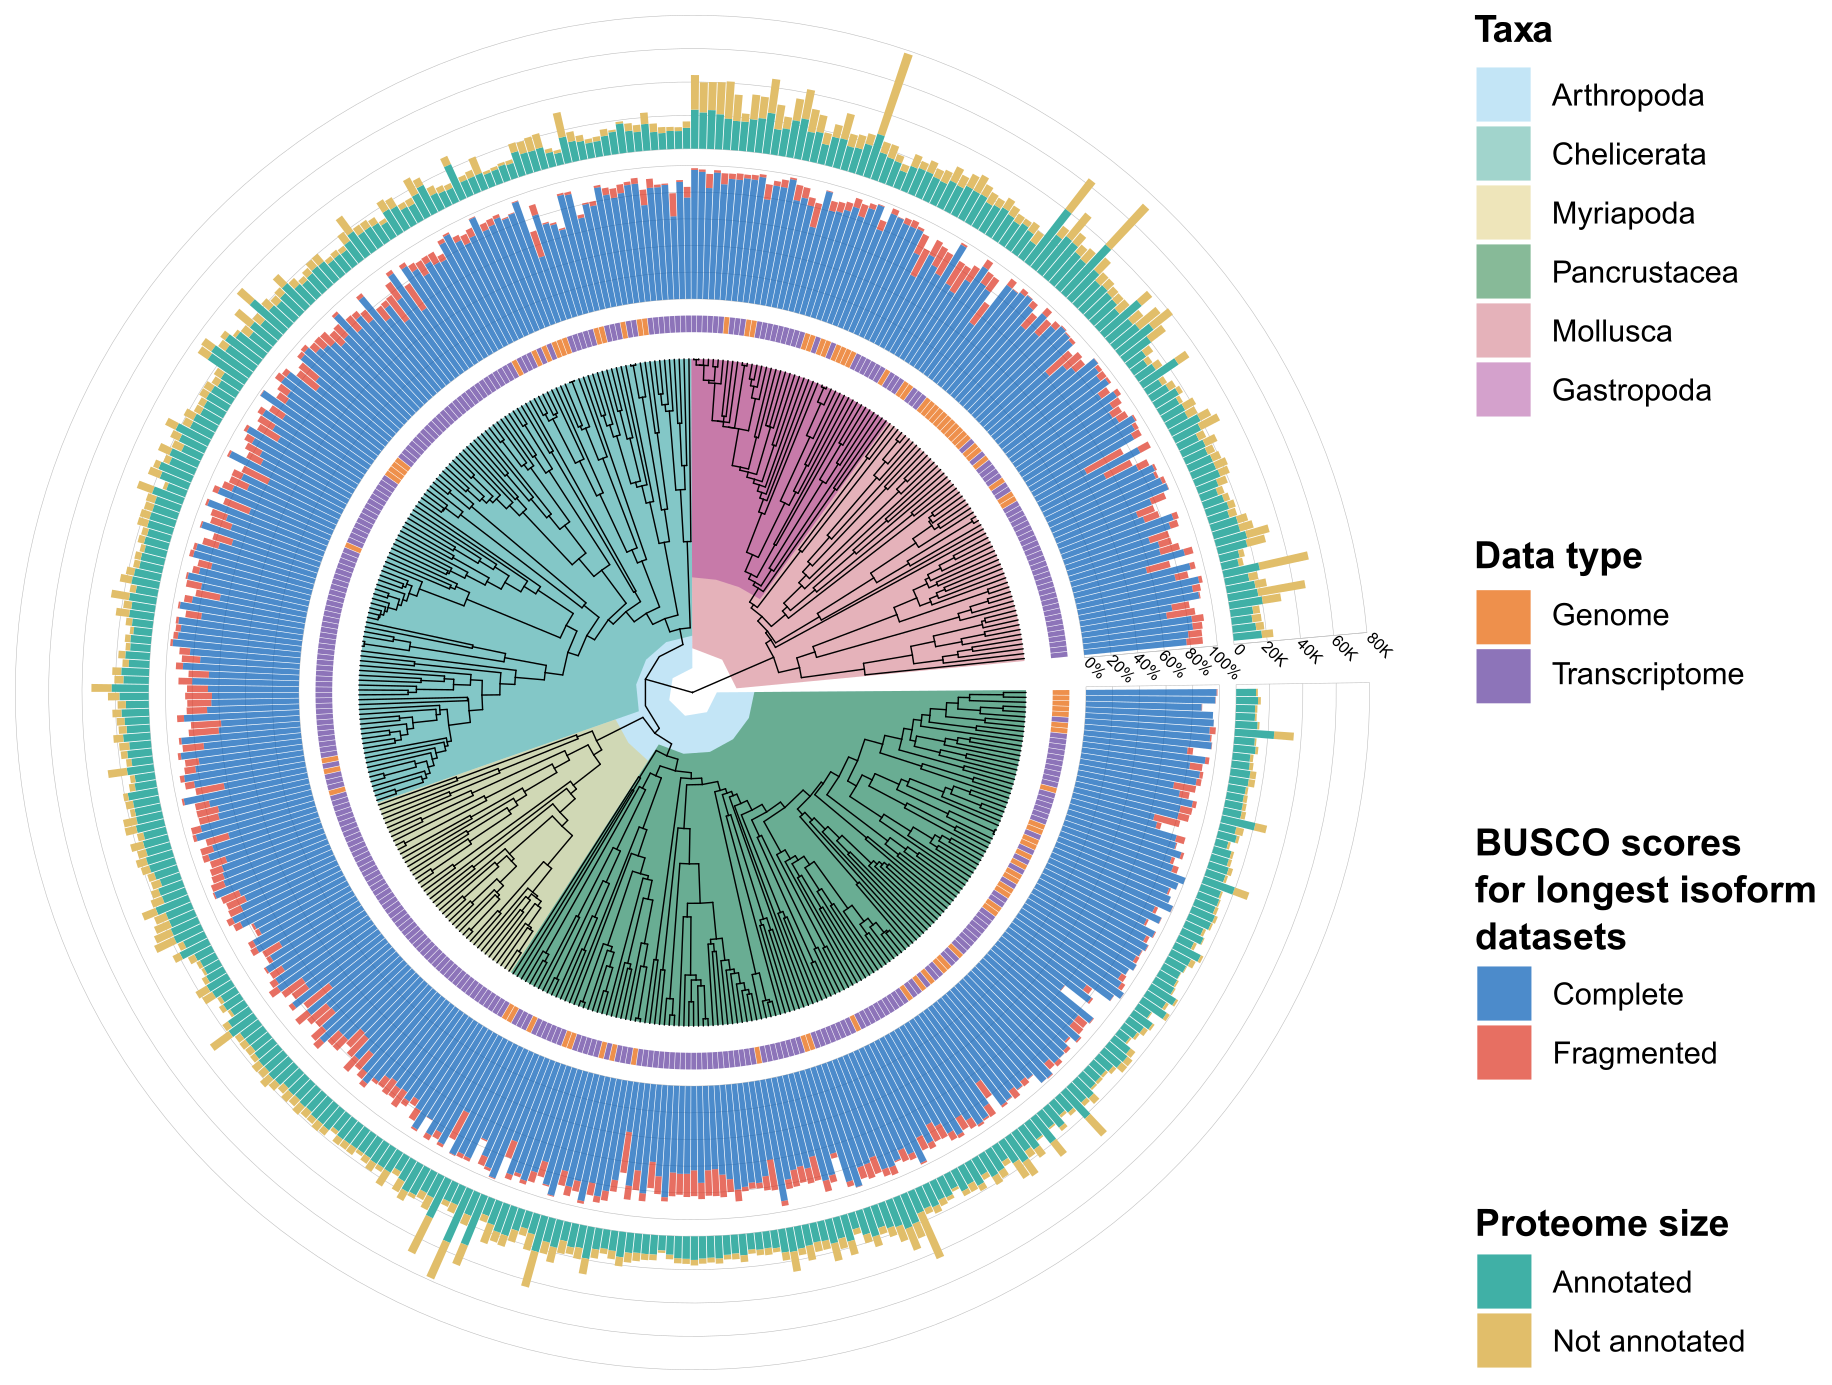 Taxa
Arthropoda
Chelicerata
Myriapoda
Pancrustacea
Mollusca
Gastropoda
Data type
Genome
Transcriptome
BUSCO scores
for longest isoform
datasets
Complete
Fragmented
Proteome size
Annotated
Not annotated
0% 20% 40% 60% 80% 100%
0 20K 40K 60K 80K